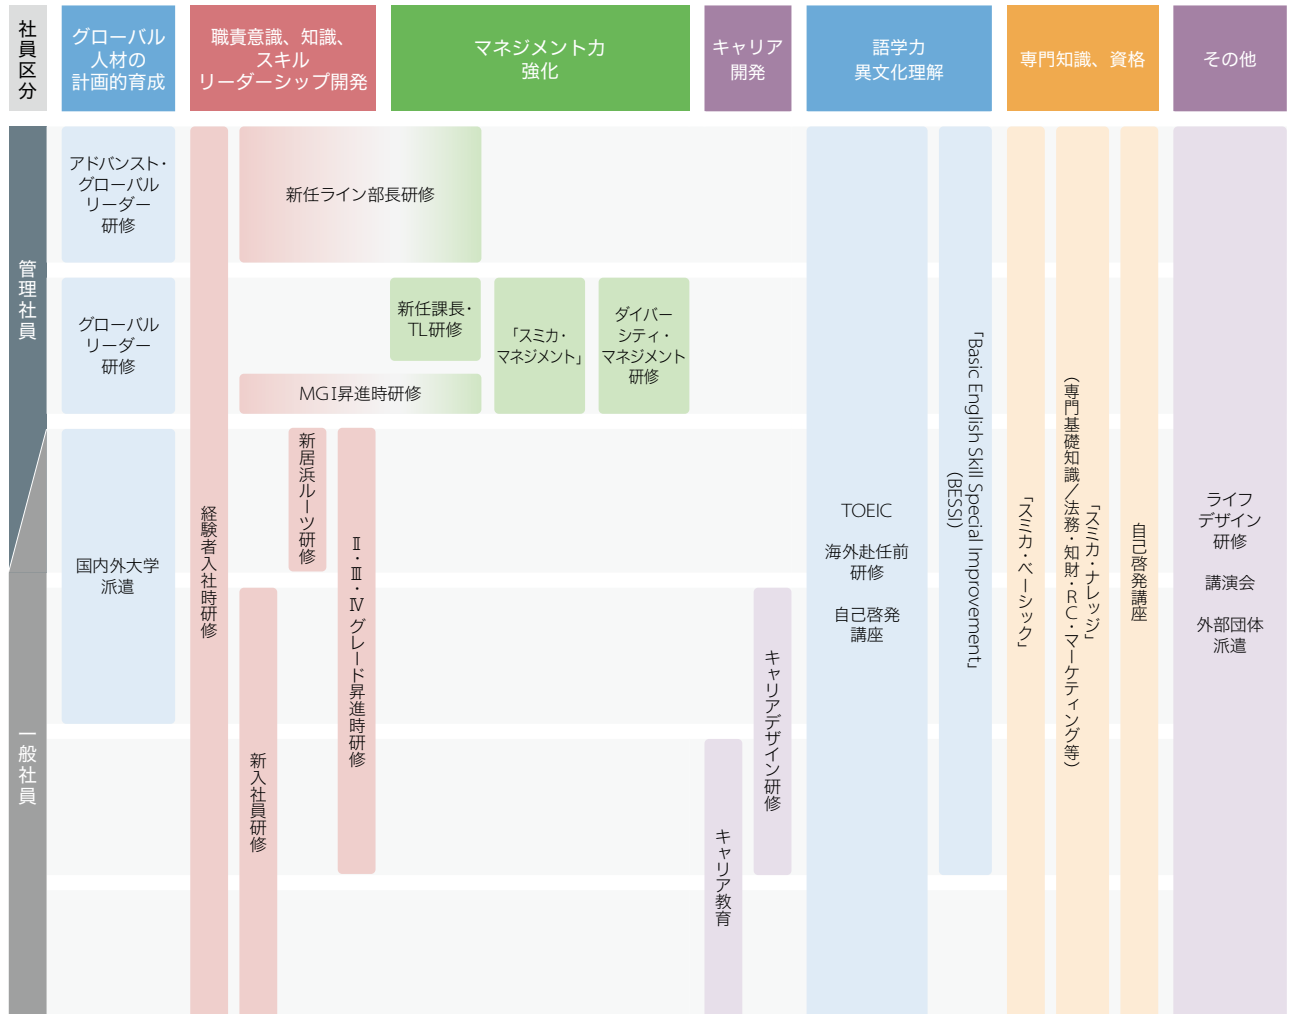 社員区分
グローバル
人材の
計画的育成
職責意識、知識、
スキル
リーダーシップ開発
マネジメント力
強化
キャリア
開発
語学力
異文化理解
専門知識、資格
その他
管理社員
一般社員
アドバンスト・
グローバル
リーダー
研修
グローバル
リーダー
研修
国内外大学
派遣
経験者入社時研修
新任ライン部長研修
新任課長・
TL研修
MGⅠ昇進時研修
「スミカ・
マネジメント」
ダイバー
シティ・
マネジメント
研修
新居浜ルーツ研修
Ⅱ・Ⅲ・Ⅳグレード昇進時研修
新入社員研修
キャリア教育
キャリアデザイン研修
TOEIC
海外赴任前
研修
自己啓発
講座
「Basic English Skill Special Improvement」
(BESSI)
「スミカ・ベーシック」
「スミカ・ナレッジ」
(専門基礎知識／法務・知財・RC・マーケティング等)
自己啓発講座
ライフ
デザイン
研修
講演会
外部団体
派遣